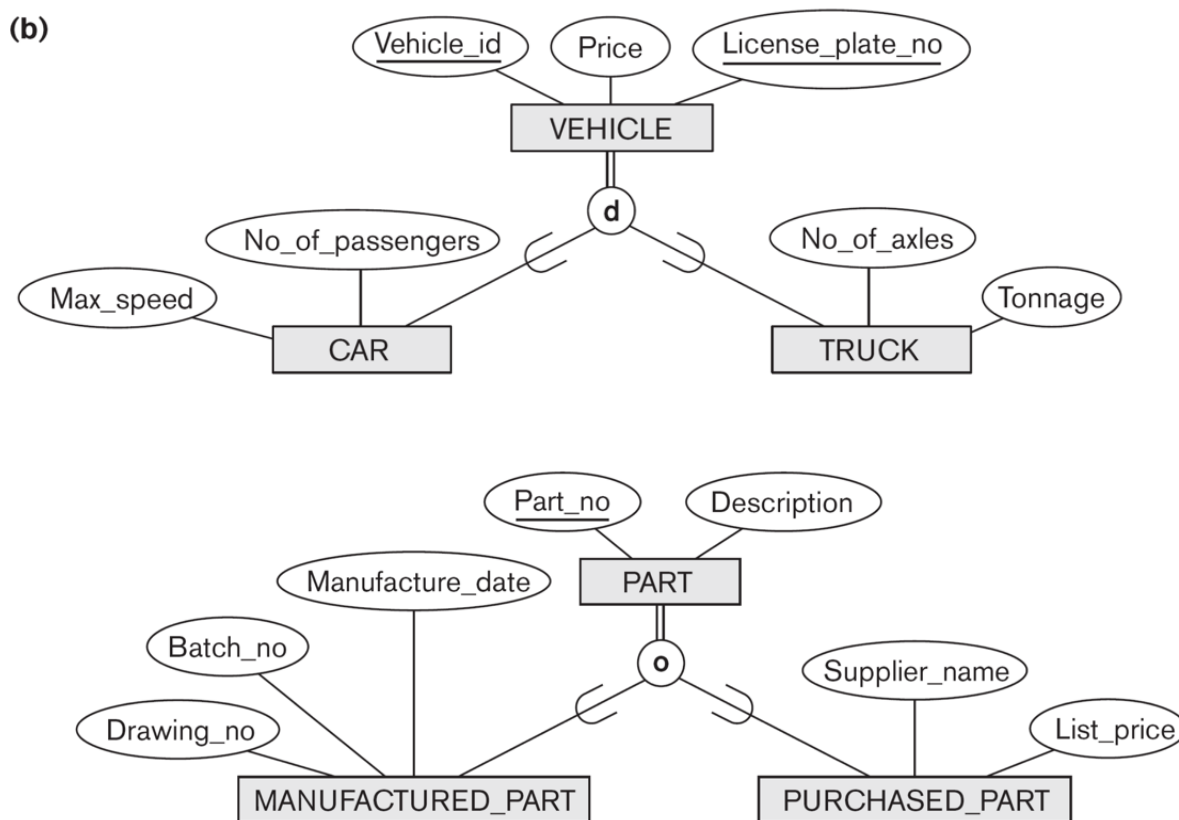 (b)
Vehicle_id
Price
License_plate_no
VEHICLE
d
No_of_passengers
No_of_axles
Max_speed
Tonnage
CAR
TRUCK
Part_no
Description
Manufacture_date
PART
Batch_no
o
Supplier_name
Drawing_no
List_price
MANUFACTURED_PART
PURCHASED_PART